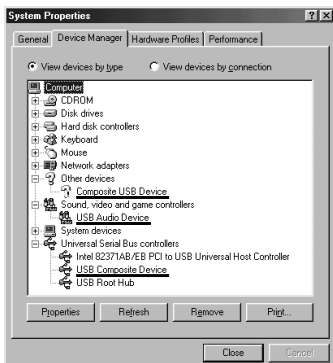 System Properties
General Device Manager Hardware Profiles Performance
View devices by type View devices by connection
Computer
CDROM
Disk drives
Hard disk controllers
Keyboard
Mouse
Network adapters
Other devices
Composite USB Device
Sound, video and game controllers
USB Audio Device
System devices
Universal Serial Bus controllers
Intel 82371AB/EB PCI to USB Universal Host Controller
USB Composite Device
USB Root Hub
Properties Refresh Remove Print...
Close Cancel